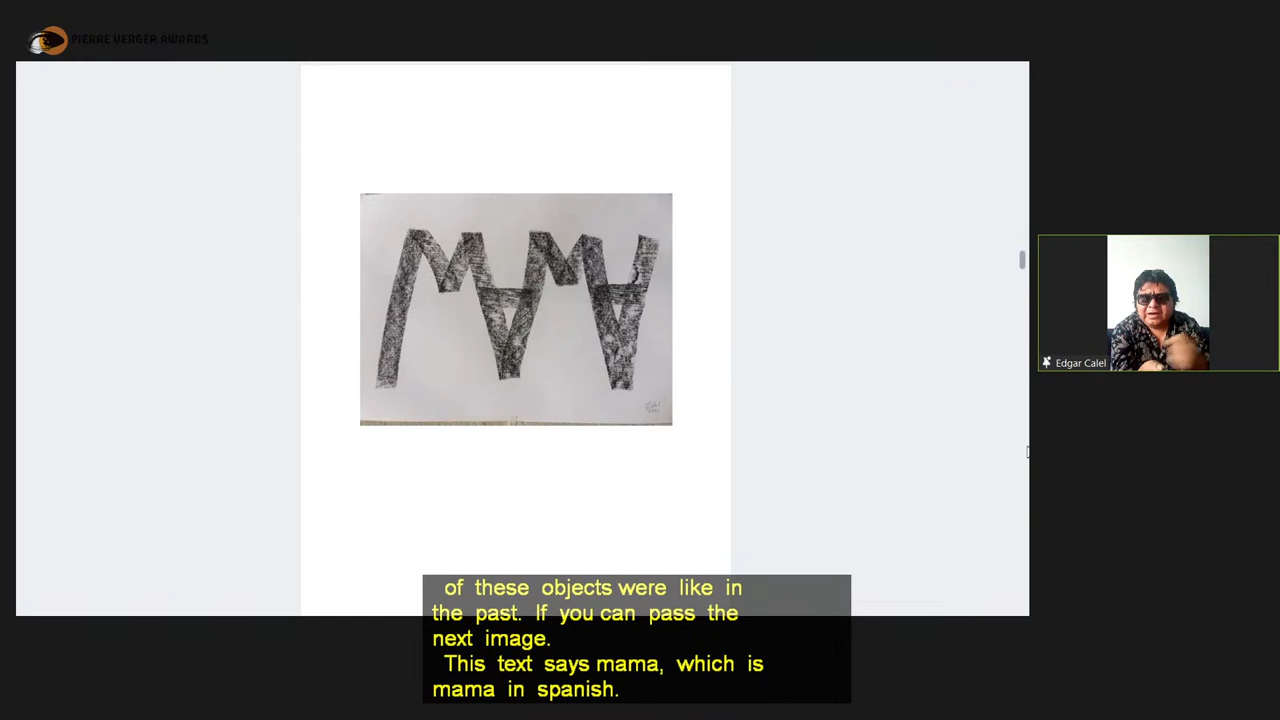 PIERRE VERGER AWARDS
MAMA
Edgar Calel
of these objects were like in
the past. If you can pass the
next image.
This text says mama, which is
mama in spanish.